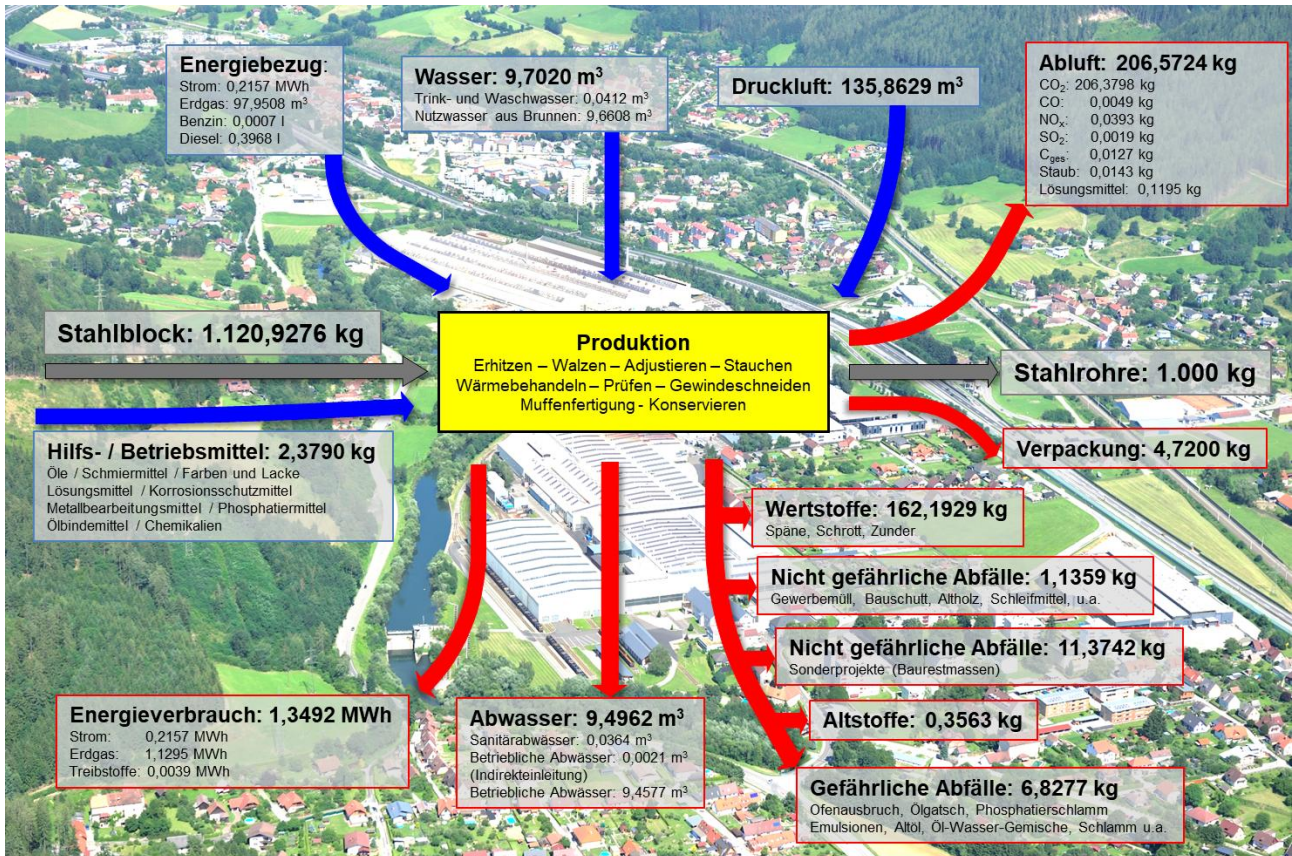 Energiebezug:
Strom: 0,2157 MWh
Erdgas: 97,9508 m³
Benzin: 0,0007 l
Diesel: 0,3968 l
Wasser: 9,7020 m³
Trink- und Waschwasser: 0,0412 m³
Nutzwasser aus Brunnen: 9,6608 m³
Druckluft: 135,8629 m³
Abluft: 206,5724 kg
CO₂: 206,3798 kg
CO: 0,0049 kg
NOₓ: 0,0393 kg
SO₂: 0,0019 kg
C_ges: 0,0127 kg
Staub: 0,0143 kg
Lösungsmittel: 0,1195 kg
Stahlblock: 1.120,9276 kg
Produktion
Erhitzen – Walzen – Adjustieren – Stauchen
Wärmebehandeln – Prüfen – Gewindeschneiden
Muffenfertigung - Konservieren
Stahlrohre: 1.000 kg
Hilfs- / Betriebsmittel: 2,3790 kg
Öle / Schmiermittel / Farben und Lacke
Lösungsmittel / Korrosionsschutzmittel
Metallbearbeitungsmittel / Phosphatiermittel
Ölbindemittel / Chemikalien
Verpackung: 4,7200 kg
Wertstoffe: 162,1929 kg
Späne, Schrott, Zunder
Nicht gefährliche Abfälle: 1,1359 kg
Gewerbemüll, Bauschutt, Altholz, Schleifmittel, u.a.
Nicht gefährliche Abfälle: 11,3742 kg
Sonderprojekte (Baurestmassen)
Altstoffe: 0,3563 kg
Gefährliche Abfälle: 6,8277 kg
Ofenausbruch, Ölgatsch, Phosphatierschlamm
Emulsionen, Altöl, Öl-Wasser-Gemische, Schlamm u.a.
Energieverbrauch: 1,3492 MWh
Strom: 0,2157 MWh
Erdgas: 1,1295 MWh
Treibstoffe: 0,0039 MWh
Abwasser: 9,4962 m³
Sanitärabwässer: 0,0364 m³
Betriebliche Abwässer: 0,0021 m³
(Indirekteinleitung)
Betriebliche Abwässer: 9,4577 m³